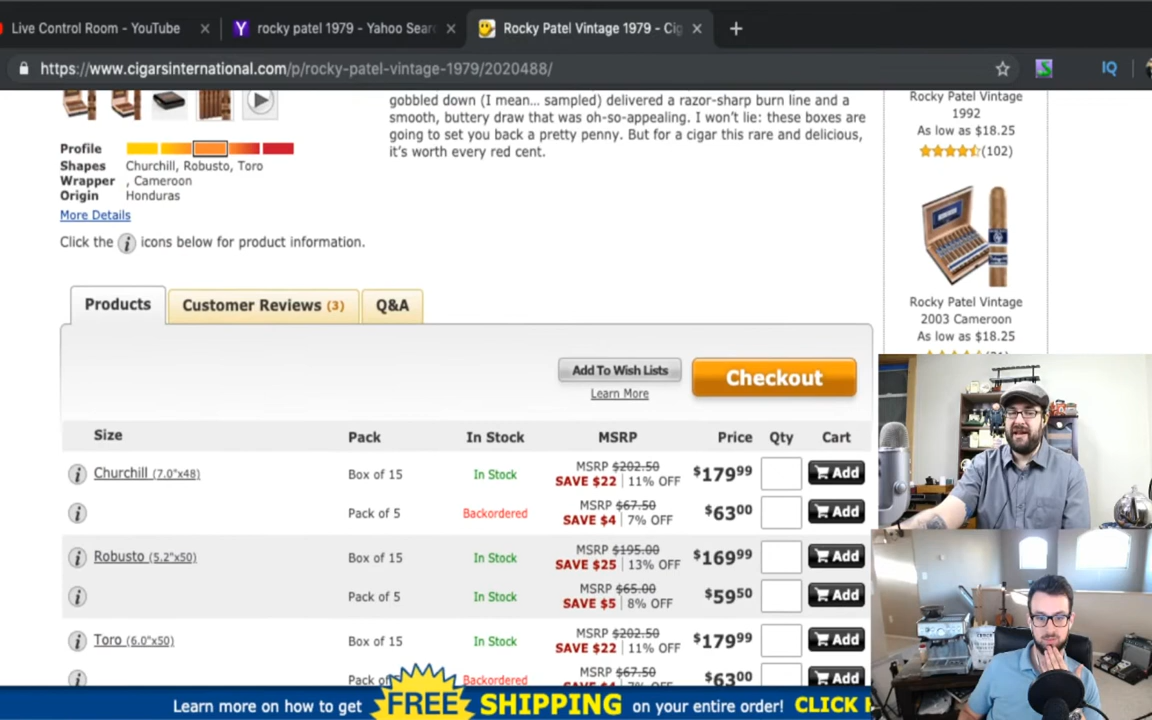 Live Control Room - YouTube
rocky patel 1979 - Yahoo Sear
Rocky Patel Vintage 1979 - Cig
https://www.cigarsinternational.com/p/rocky-patel-vintage-1979/2020488/
IQ
gobbled down (I mean... sampled) delivered a razor-sharp burn line and a
smooth, buttery draw that was oh-so-appealing. I won't lie: these boxes are
going to set you back a pretty penny. But for a cigar this rare and delicious,
it's worth every red cent.
Rocky Patel Vintage
1992
As low as $18.25
(102)
Profile
Shapes Churchill, Robusto, Toro
Wrapper , Cameroon
Origin Honduras
More Details
Click the i icons below for product information.
Rocky Patel Vintage
2003 Cameroon
As low as $18.25
Products
Customer Reviews (3)
Q&A
Add To Wish Lists
Learn More
Checkout
Size Pack In Stock MSRP Price Qty Cart
i Churchill (7.0"x48) Box of 15 In Stock MSRP $202.50 SAVE $22 | 11% OFF $179.99 Add
i Pack of 5 Backordered MSRP $67.50 SAVE $4 | 7% OFF $63.00 Add
i Robusto (5.2"x50) Box of 15 In Stock MSRP $195.00 SAVE $25 | 13% OFF $169.99 Add
i Pack of 5 In Stock MSRP $65.00 SAVE $5 | 8% OFF $59.50 Add
i Toro (6.0"x50) Box of 15 In Stock MSRP $202.50 SAVE $22 | 11% OFF $179.99 Add
i Pack of Backordered MSRP $67.50 $63.00 Add
Learn more on how to get FREE SHIPPING on your entire order! CLICK